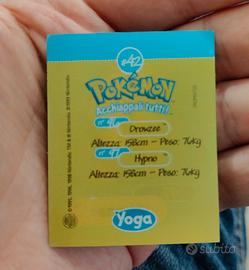 #42
POKÉMON
Acchiappali tutti!
Drowzee
Altezza: 158cm - Peso: 76Kg
Hypno
Altezza: 158cm - Peso: 76Kg
Yoga
subito